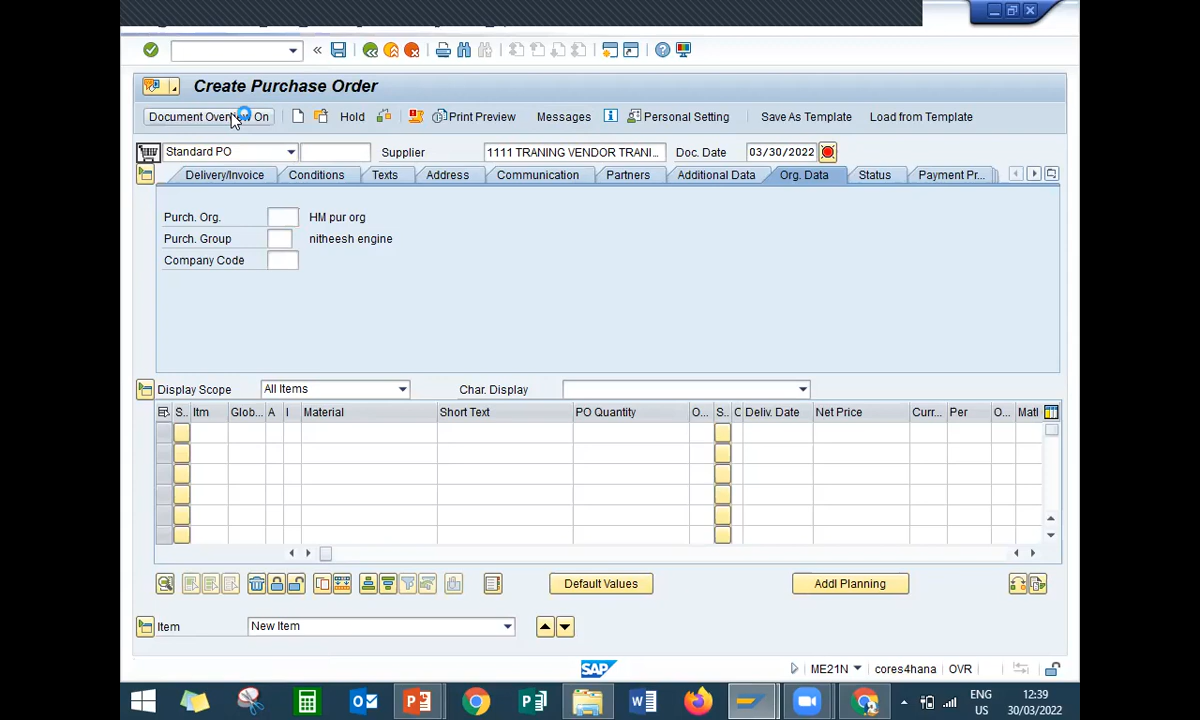 Create Purchase Order
Document Overview On Hold Print Preview Messages Personal Setting Save As Template Load from Template
Standard PO Supplier 1111 TRANING VENDOR TRANI... Doc. Date 03/30/2022
Delivery/Invoice Conditions Texts Address Communication Partners Additional Data Org. Data Status Payment Pr...
Purch. Org. HM pur org
Purch. Group nitheesh engine
Company Code
Display Scope All Items Char. Display
S.. Itm Glob... A I Material Short Text PO Quantity O... S.. C Deliv. Date Net Price Curr... Per O... Matl
Default Values Addl Planning
Item New Item
SAP ME21N cores4hana OVR
ENG 12:39
US 30/03/2022